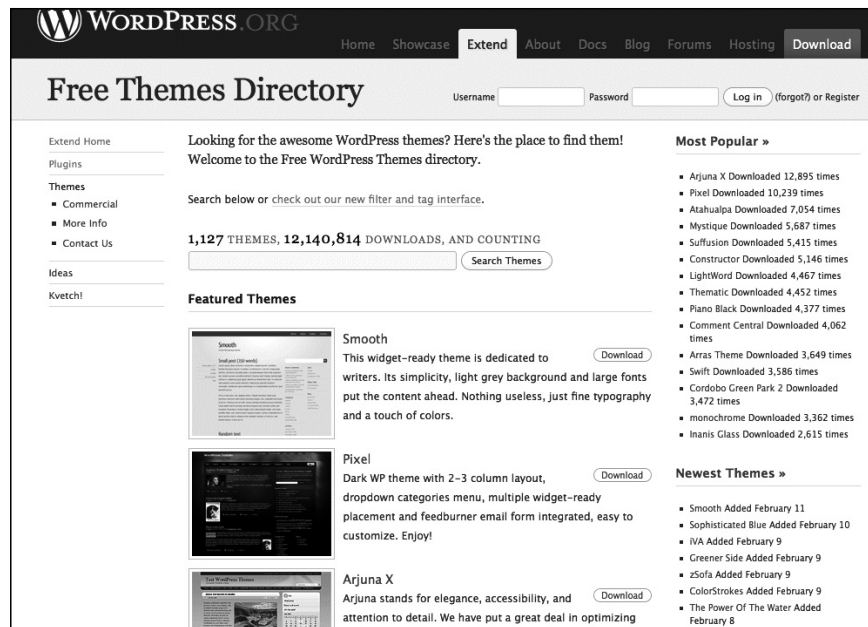 WORDPRESS.ORG
Home Showcase Extend About Docs Blog Forums Hosting Download
Free Themes Directory
Username Password Log in (forgot?) or Register
Extend Home
Plugins
Themes
Commercial
More Info
Contact Us
Ideas
Kvetch!
Looking for the awesome WordPress themes? Here's the place to find them!
Welcome to the Free WordPress Themes directory.
Search below or check out our new filter and tag interface.
1,127 THEMES, 12,140,814 DOWNLOADS, AND COUNTING
Search Themes
Featured Themes
Smooth
Download
This widget-ready theme is dedicated to
writers. Its simplicity, light grey background and large fonts
put the content ahead. Nothing useless, just fine typography
and a touch of colors.
Pixel
Download
Dark WP theme with 2-3 column layout,
dropdown categories menu, multiple widget-ready
placement and feedburner email form integrated, easy to
customize. Enjoy!
Arjuna X
Download
Arjuna stands for elegance, accessibility, and
attention to detail. We have put a great deal in optimizing
Smooth
Small post (150 words)
Random text
Test WordPress Themes
Most Popular »
Arjuna X Downloaded 12,895 times
Pixel Downloaded 10,239 times
Atahualpa Downloaded 7,054 times
Mystique Downloaded 5,687 times
Suffusion Downloaded 5,415 times
Constructor Downloaded 5,146 times
LightWord Downloaded 4,467 times
Thematic Downloaded 4,452 times
Piano Black Downloaded 4,377 times
Comment Central Downloaded 4,062
times
Arras Theme Downloaded 3,649 times
Swift Downloaded 3,586 times
Cordobo Green Park 2 Downloaded
3,472 times
monochrome Downloaded 3,362 times
Inanis Glass Downloaded 2,615 times
Newest Themes »
Smooth Added February 11
Sophisticated Blue Added February 10
iVA Added February 9
Greener Side Added February 9
zSofa Added February 9
ColorStrokes Added February 9
The Power Of The Water Added
February 8